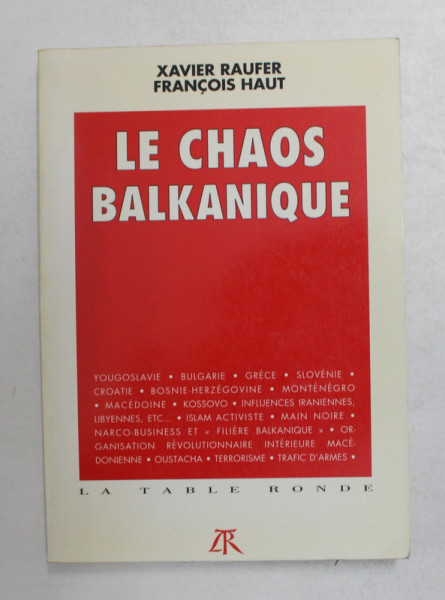 XAVIER RAUFER
FRANÇOIS HAUT
LE CHAOS
BALKANIQUE
YOUGOSLAVIE • BULGARIE • GRÈCE • SLOVÉNIE •
CROATIE • BOSNIE-HERZÉGOVINE • MONTÉNÉGRO
• MACÉDOINE • KOSSOVO • INFLUENCES IRANIENNES,
LIBYENNES, ETC... • ISLAM ACTIVISTE • MAIN NOIRE •
NARCO-BUSINESS ET « FILIÈRE BALKANIQUE » • OR-
GANISATION RÉVOLUTIONNAIRE INTÉRIEURE MACÉ-
DONIENNE • OUSTACHA • TERRORISME • TRAFIC D'ARMES •
LA TABLE RONDE
LTR